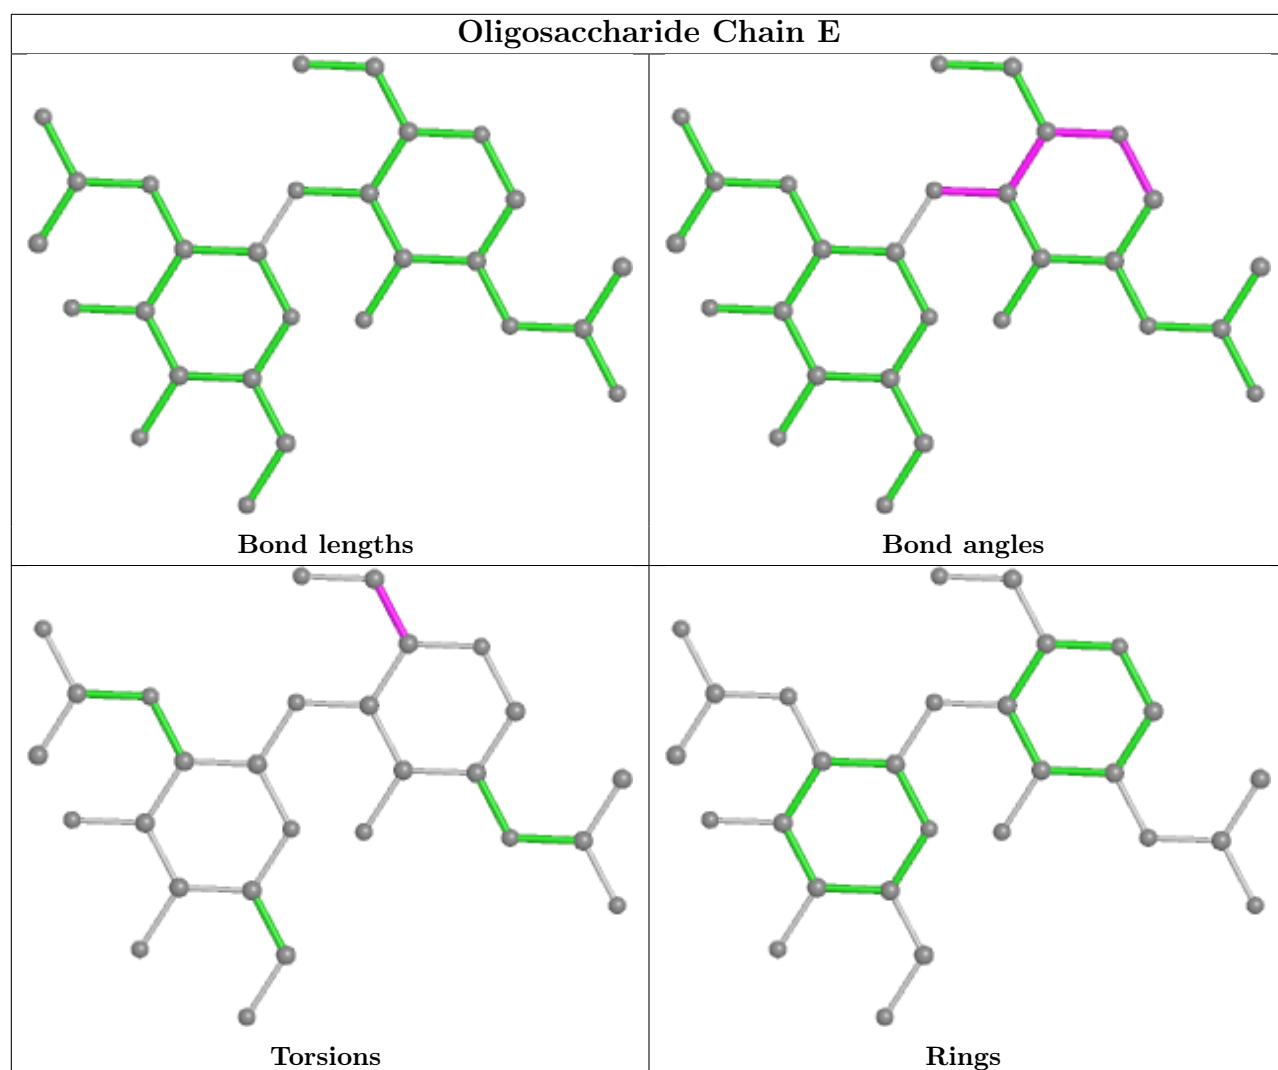 Oligosaccharide Chain E
Bond lengths
Bond angles
Torsions
Rings